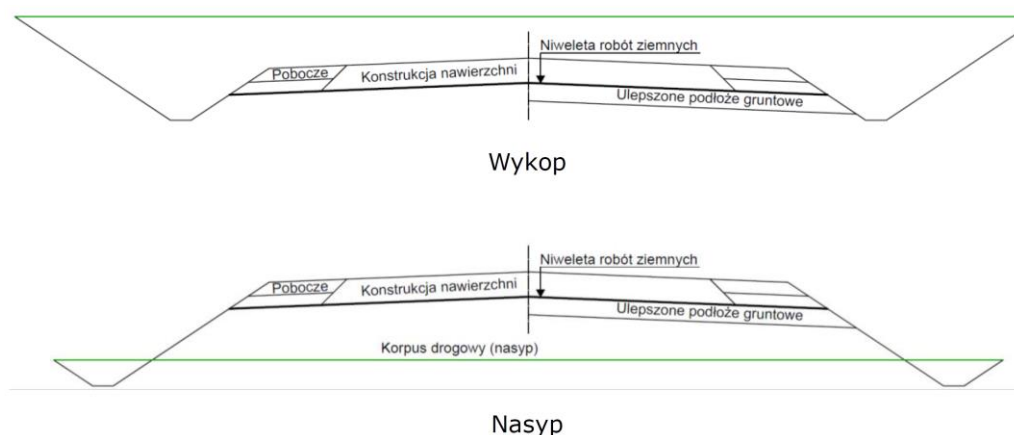 Niweleta robót ziemnych
Pobocze
Konstrukcja nawierzchni
Ulepszone podłoże gruntowe
Wykop
Niweleta robót ziemnych
Pobocze
Konstrukcja nawierzchni
Ulepszone podłoże gruntowe
Korpus drogowy (nasyp)
Nasyp